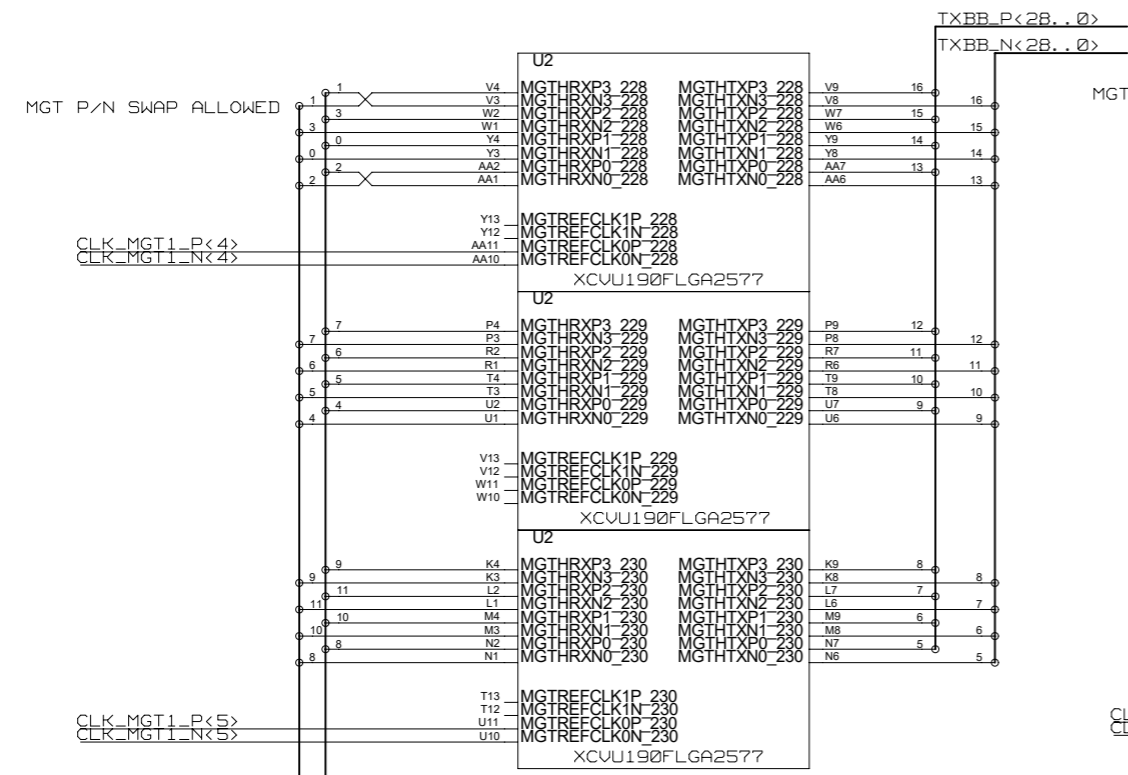 TXBB_P<28..0>
TXBB_N<28..0>
MGT P/N SWAP ALLOWED
MGT
U2
1 V4 MGTHRXP3_228 MGTHTXP3_228 V9 16
1 V3 MGTHRXN3_228 MGTHTXN3_228 V8 16
3 W2 MGTHRXP2_228 MGTHTXP2_228 W7 15
3 W1 MGTHRXN2_228 MGTHTXN2_228 W6 15
0 Y4 MGTHRXP1_228 MGTHTXP1_228 Y9 14
0 Y3 MGTHRXN1_228 MGTHTXN1_228 Y8 14
2 AA2 MGTHRXP0_228 MGTHTXP0_228 AA7 13
2 AA1 MGTHRXN0_228 MGTHTXN0_228 AA6 13
Y13 MGTREFCLK1P_228
Y12 MGTREFCLK1N_228
CLK_MGT1_P<4> AA11 MGTREFCLK0P_228
CLK_MGT1_N<4> AA10 MGTREFCLK0N_228
XCVU190FLGA2577
U2
7 P4 MGTHRXP3_229 MGTHTXP3_229 P9 12
7 P3 MGTHRXN3_229 MGTHTXN3_229 P8 12
6 R2 MGTHRXP2_229 MGTHTXP2_229 R7 11
6 R1 MGTHRXN2_229 MGTHTXN2_229 R6 11
5 T4 MGTHRXP1_229 MGTHTXP1_229 T9 10
5 T3 MGTHRXN1_229 MGTHTXN1_229 T8 10
4 U2 MGTHRXP0_229 MGTHTXP0_229 U7 9
4 U1 MGTHRXN0_229 MGTHTXN0_229 U6 9
V13 MGTREFCLK1P_229
V12 MGTREFCLK1N_229
W11 MGTREFCLK0P_229
W10 MGTREFCLK0N_229
XCVU190FLGA2577
U2
9 K4 MGTHRXP3_230 MGTHTXP3_230 K9 8
9 K3 MGTHRXN3_230 MGTHTXN3_230 K8 8
11 L2 MGTHRXP2_230 MGTHTXP2_230 L7 7
11 L1 MGTHRXN2_230 MGTHTXN2_230 L6 7
10 M4 MGTHRXP1_230 MGTHTXP1_230 M9 6
10 M3 MGTHRXN1_230 MGTHTXN1_230 M8 6
8 N2 MGTHRXP0_230 MGTHTXP0_230 N7 5
8 N1 MGTHRXN0_230 MGTHTXN0_230 N6 5
T13 MGTREFCLK1P_230
T12 MGTREFCLK1N_230
CLK_MGT1_P<5> U11 MGTREFCLK0P_230 CL
CLK_MGT1_N<5> U10 MGTREFCLK0N_230 CL
XCVU190FLGA2577